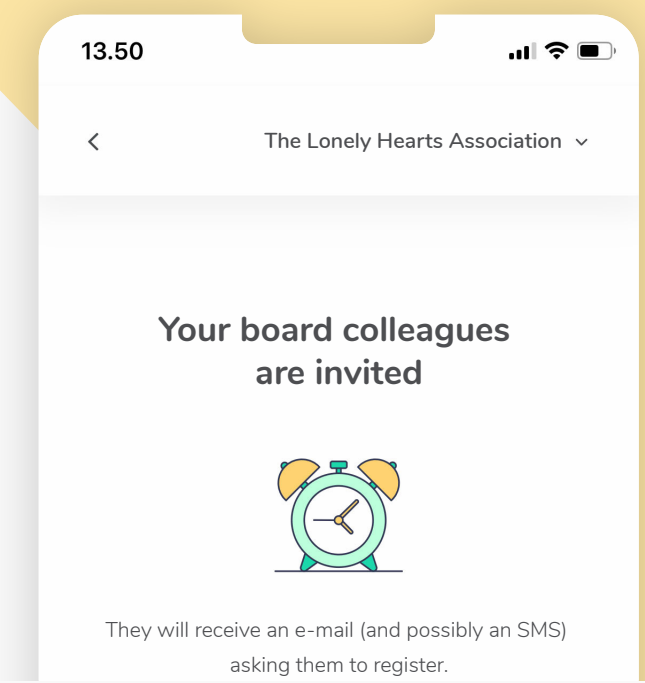 13.50
The Lonely Hearts Association
Your board colleagues
are invited
They will receive an e-mail (and possibly an SMS)
asking them to register.